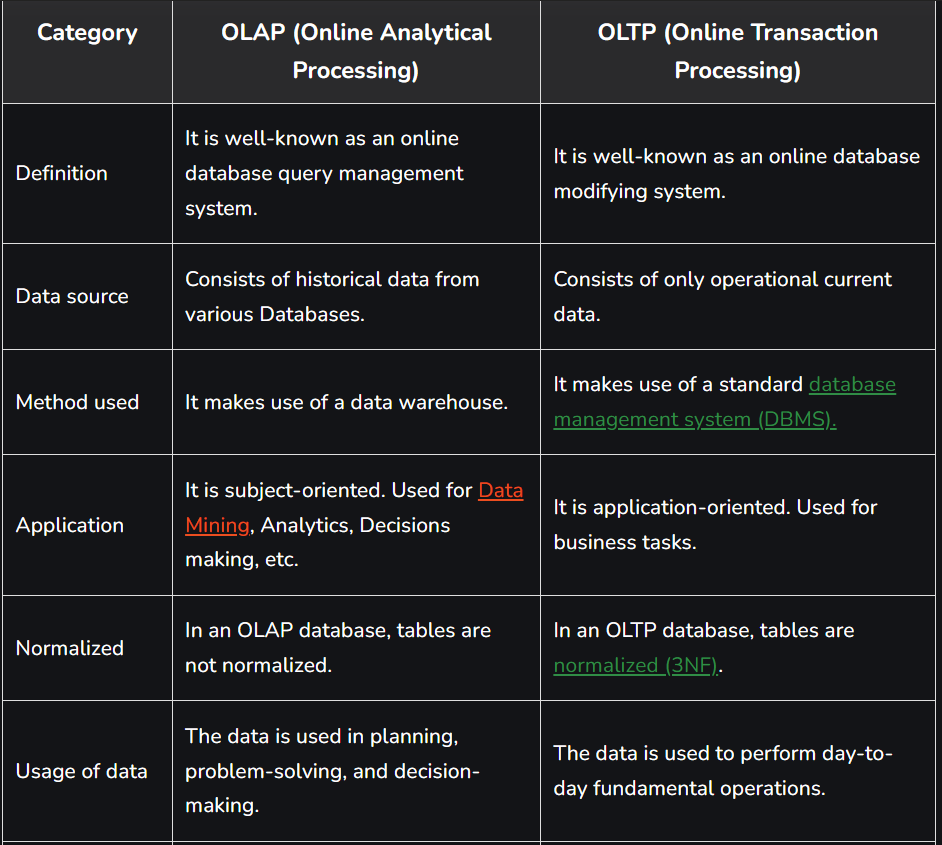 Category
OLAP (Online Analytical
Processing)
OLTP (Online Transaction
Processing)
Definition
It is well-known as an online
database query management
system.
It is well-known as an online database
modifying system.
Data source
Consists of historical data from
various Databases.
Consists of only operational current
data.
Method used
It makes use of a data warehouse.
It makes use of a standard database
management system (DBMS).
Application
It is subject-oriented. Used for Data
Mining, Analytics, Decisions
making, etc.
It is application-oriented. Used for
business tasks.
Normalized
In an OLAP database, tables are
not normalized.
In an OLTP database, tables are
normalized (3NF).
Usage of data
The data is used in planning,
problem-solving, and decision-
making.
The data is used to perform day-to-
day fundamental operations.